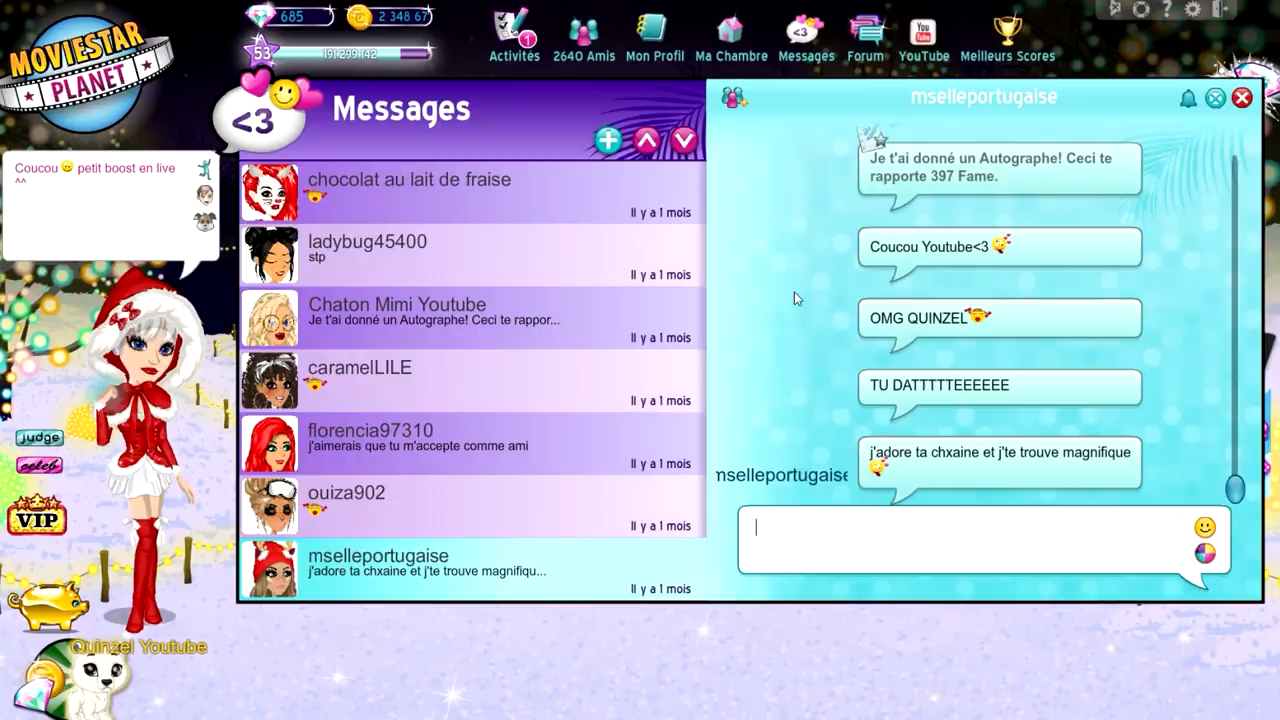 MOVIESTAR
PLANET
685
2 348 67
53
191 299 142
Activités
1
2640 Amis
Mon Profil
Ma Chambre
<3
Messages
Forum
You
Tube
YouTube
Meilleurs Scores
<3
Messages
mselleportugaise
Coucou petit boost en live
^^
chocolat au lait de fraise
Il y a 1 mois
ladybug45400
stp
Il y a 1 mois
Chaton Mimi Youtube
Je t'ai donné un Autographe! Ceci te rappor...
Il y a 1 mois
caramelLILE
Il y a 1 mois
florencia97310
j'aimerais que tu m'accepte comme ami
Il y a 1 mois
ouiza902
Il y a 1 mois
mselleportugaise
j'adore ta chxaine et j'te trouve magnifiqu...
Il y a 1 mois
Je t'ai donné un Autographe! Ceci te
rapporte 397 Fame.
Coucou Youtube<3
OMG QUINZEL
TU DATTTTTEEEEEE
j'adore ta chxaine et j'te trouve magnifique
mselleportugaise
judge
celeb
VIP
Quinzel Youtube